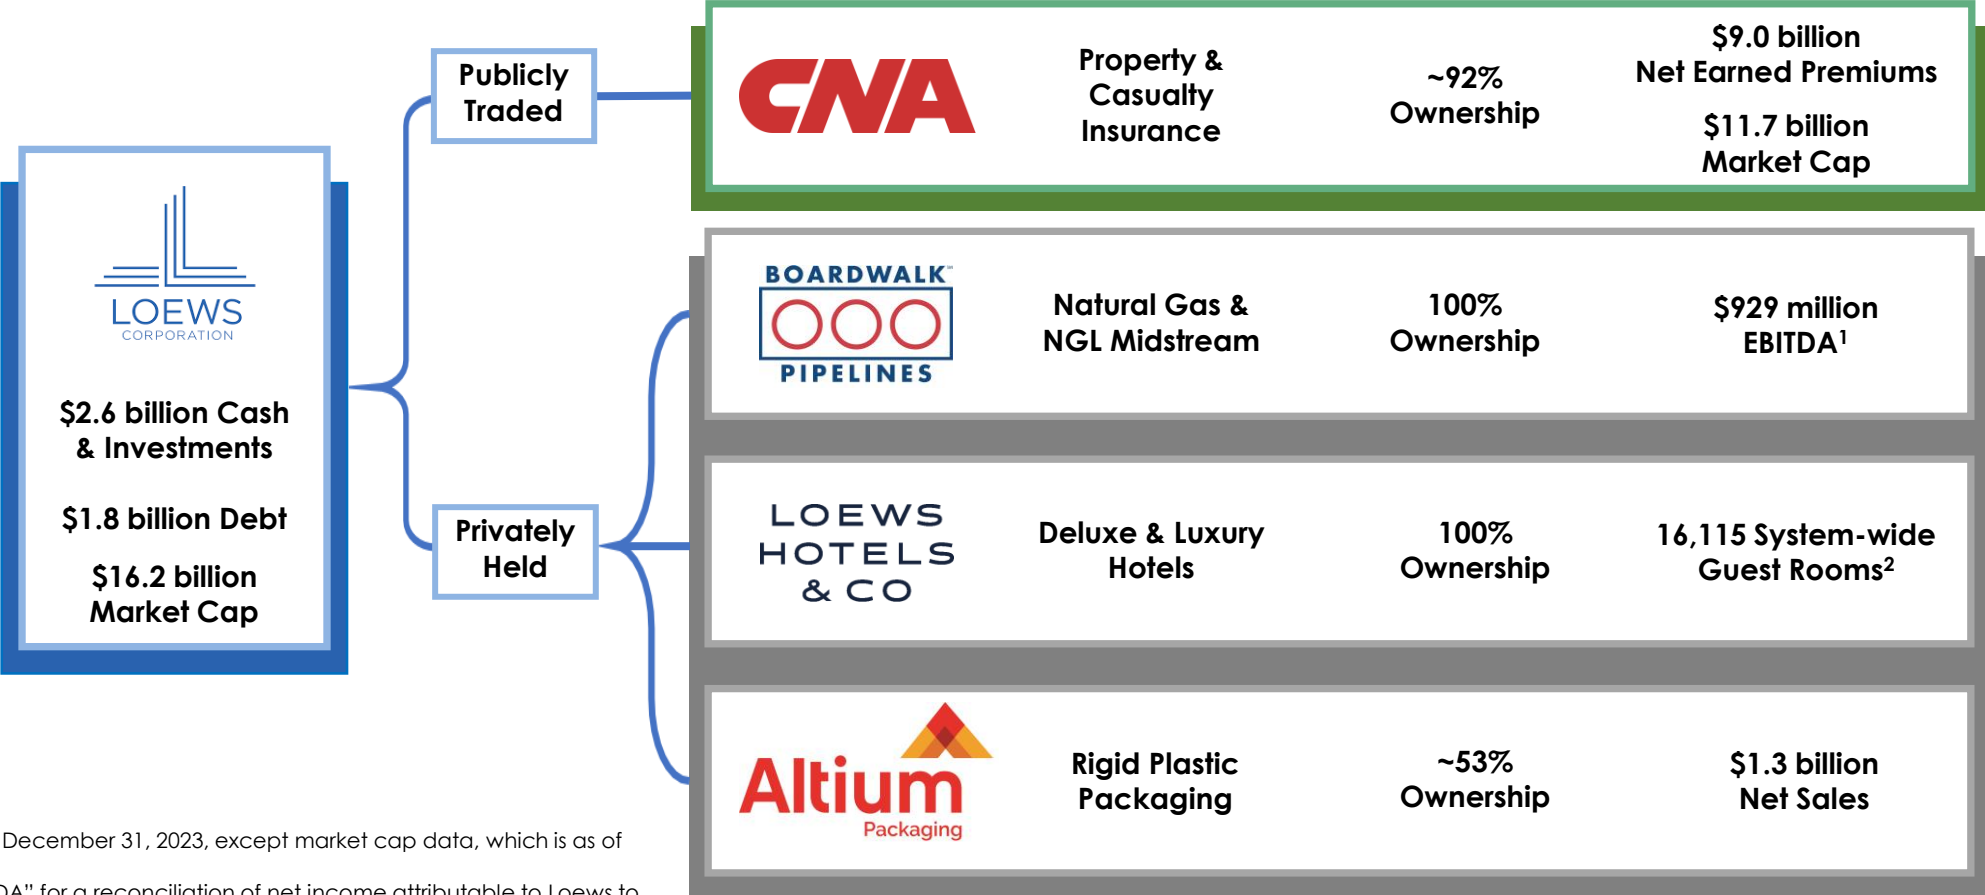 LOEWS
CORPORATION
$2.6 billion Cash
& Investments
$1.8 billion Debt
$16.2 billion
Market Cap
Publicly
Traded
Privately
Held
CNA
Property &
Casualty
Insurance
~92%
Ownership
$9.0 billion
Net Earned Premiums
$11.7 billion
Market Cap
BOARDWALK
PIPELINES
Natural Gas &
NGL Midstream
100%
Ownership
$929 million
EBITDA¹
LOEWS
HOTELS
& CO
Deluxe & Luxury
Hotels
100%
Ownership
16,115 System-wide
Guest Rooms²
Altium
Packaging
Rigid Plastic
Packaging
~53%
Ownership
$1.3 billion
Net Sales
December 31, 2023, except market cap data, which is as of
DA” for a reconciliation of net income attributable to Loews to